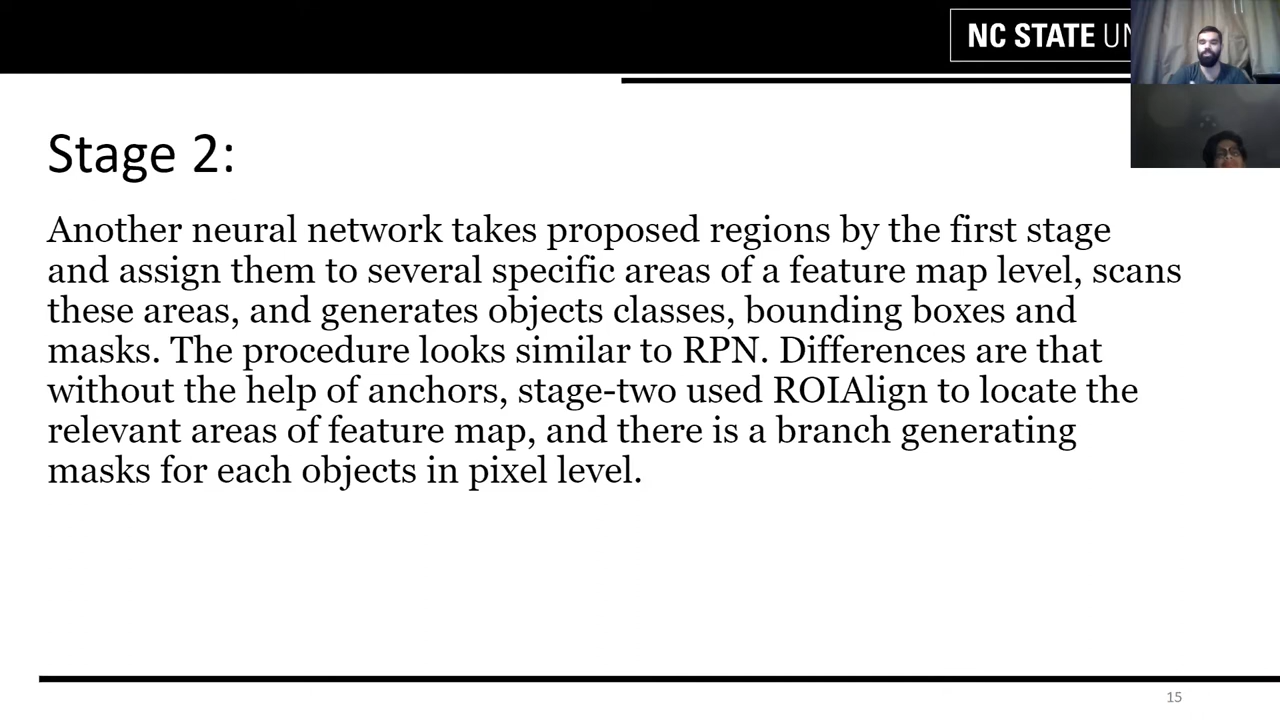 NC STATE UN
Stage 2:
Another neural network takes proposed regions by the first stage
and assign them to several specific areas of a feature map level, scans
these areas, and generates objects classes, bounding boxes and
masks. The procedure looks similar to RPN. Differences are that
without the help of anchors, stage-two used ROIAlign to locate the
relevant areas of feature map, and there is a branch generating
masks for each objects in pixel level.
15